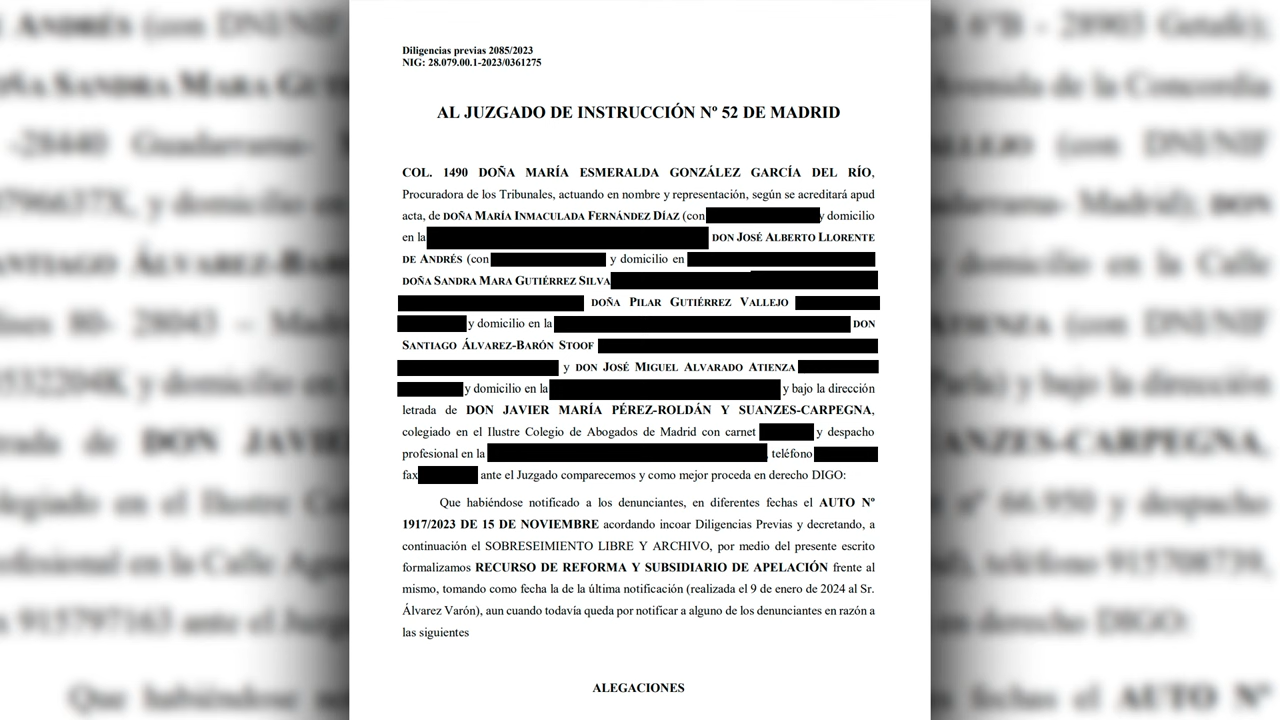 Diligencias previas 2085/2023
NIG: 28.079.00.1-2023/0361275
AL JUZGADO DE INSTRUCCIÓN Nº 52 DE MADRID
COL. 1490 DOÑA MARÍA ESMERALDA GONZÁLEZ GARCÍA DEL RÍO,
Procuradora de los Tribunales, actuando en nombre y representación, según se acreditará apud
acta, de DOÑA MARÍA INMACULADA FERNÁNDEZ DÍAZ (con y domicilio
en la DON JOSÉ ALBERTO LLORENTE
DE ANDRÉS (con y domicilio en
DOÑA SANDRA MARA GUTIÉRREZ SILVA
DOÑA PILAR GUTIÉRREZ VALLEJO
y domicilio en la DON
SANTIAGO ÁLVAREZ-BARÓN STOOF
y DON JOSÉ MIGUEL ALVARADO ATIENZA
y domicilio en la y bajo la dirección
letrada de DON JAVIER MARÍA PÉREZ-ROLDÁN Y SUANZES-CARPEGNA,
colegiado en el Ilustre Colegio de Abogados de Madrid con carnet y despacho
profesional en la , teléfono
fax ante el Juzgado comparecemos y como mejor proceda en derecho DIGO:
Que habiéndose notificado a los denunciantes, en diferentes fechas el AUTO Nº
1917/2023 DE 15 DE NOVIEMBRE acordando incoar Diligencias Previas y decretando, a
continuación el SOBRESEIMIENTO LIBRE Y ARCHIVO, por medio del presente escrito
formalizamos RECURSO DE REFORMA Y SUBSIDIARIO DE APELACIÓN frente al
mismo, tomando como fecha la de la última notificación (realizada el 9 de enero de 2024 al Sr.
Álvarez Varón), aun cuando todavía queda por notificar a alguno de los denunciantes en razón a
las siguientes
ALEGACIONES